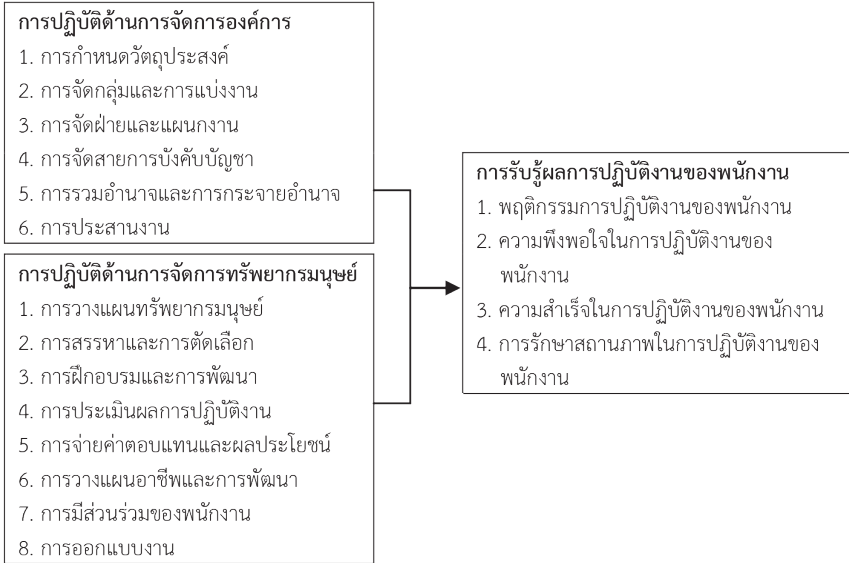 การปฏิบัติด้านการจัดการองค์การ
1. การกำหนดวัตถุประสงค์
2. การจัดกลุ่มและการแบ่งงาน
3. การจัดฝ่ายและแผนกงาน
4. การจัดสายการบังคับบัญชา
5. การรวมอำนาจและการกระจายอำนาจ
6. การประสานงาน
การปฏิบัติด้านการจัดการทรัพยากรมนุษย์
1. การวางแผนทรัพยากรมนุษย์
2. การสรรหาและการตัดเลือก
3. การฝึกอบรมและการพัฒนา
4. การประเมินผลการปฏิบัติงาน
5. การจ่ายค่าตอบแทนและผลประโยชน์
6. การวางแผนอาชีพและการพัฒนา
7. การมีส่วนร่วมของพนักงาน
8. การออกแบบงาน
การรับรู้ผลการปฏิบัติงานของพนักงาน
1. พฤติกรรมการปฏิบัติงานของพนักงาน
2. ความพึงพอใจในการปฏิบัติงานของ
พนักงาน
3. ความสำเร็จในการปฏิบัติงานของพนักงาน
4. การรักษาสถานภาพในการปฏิบัติงานของ
พนักงาน